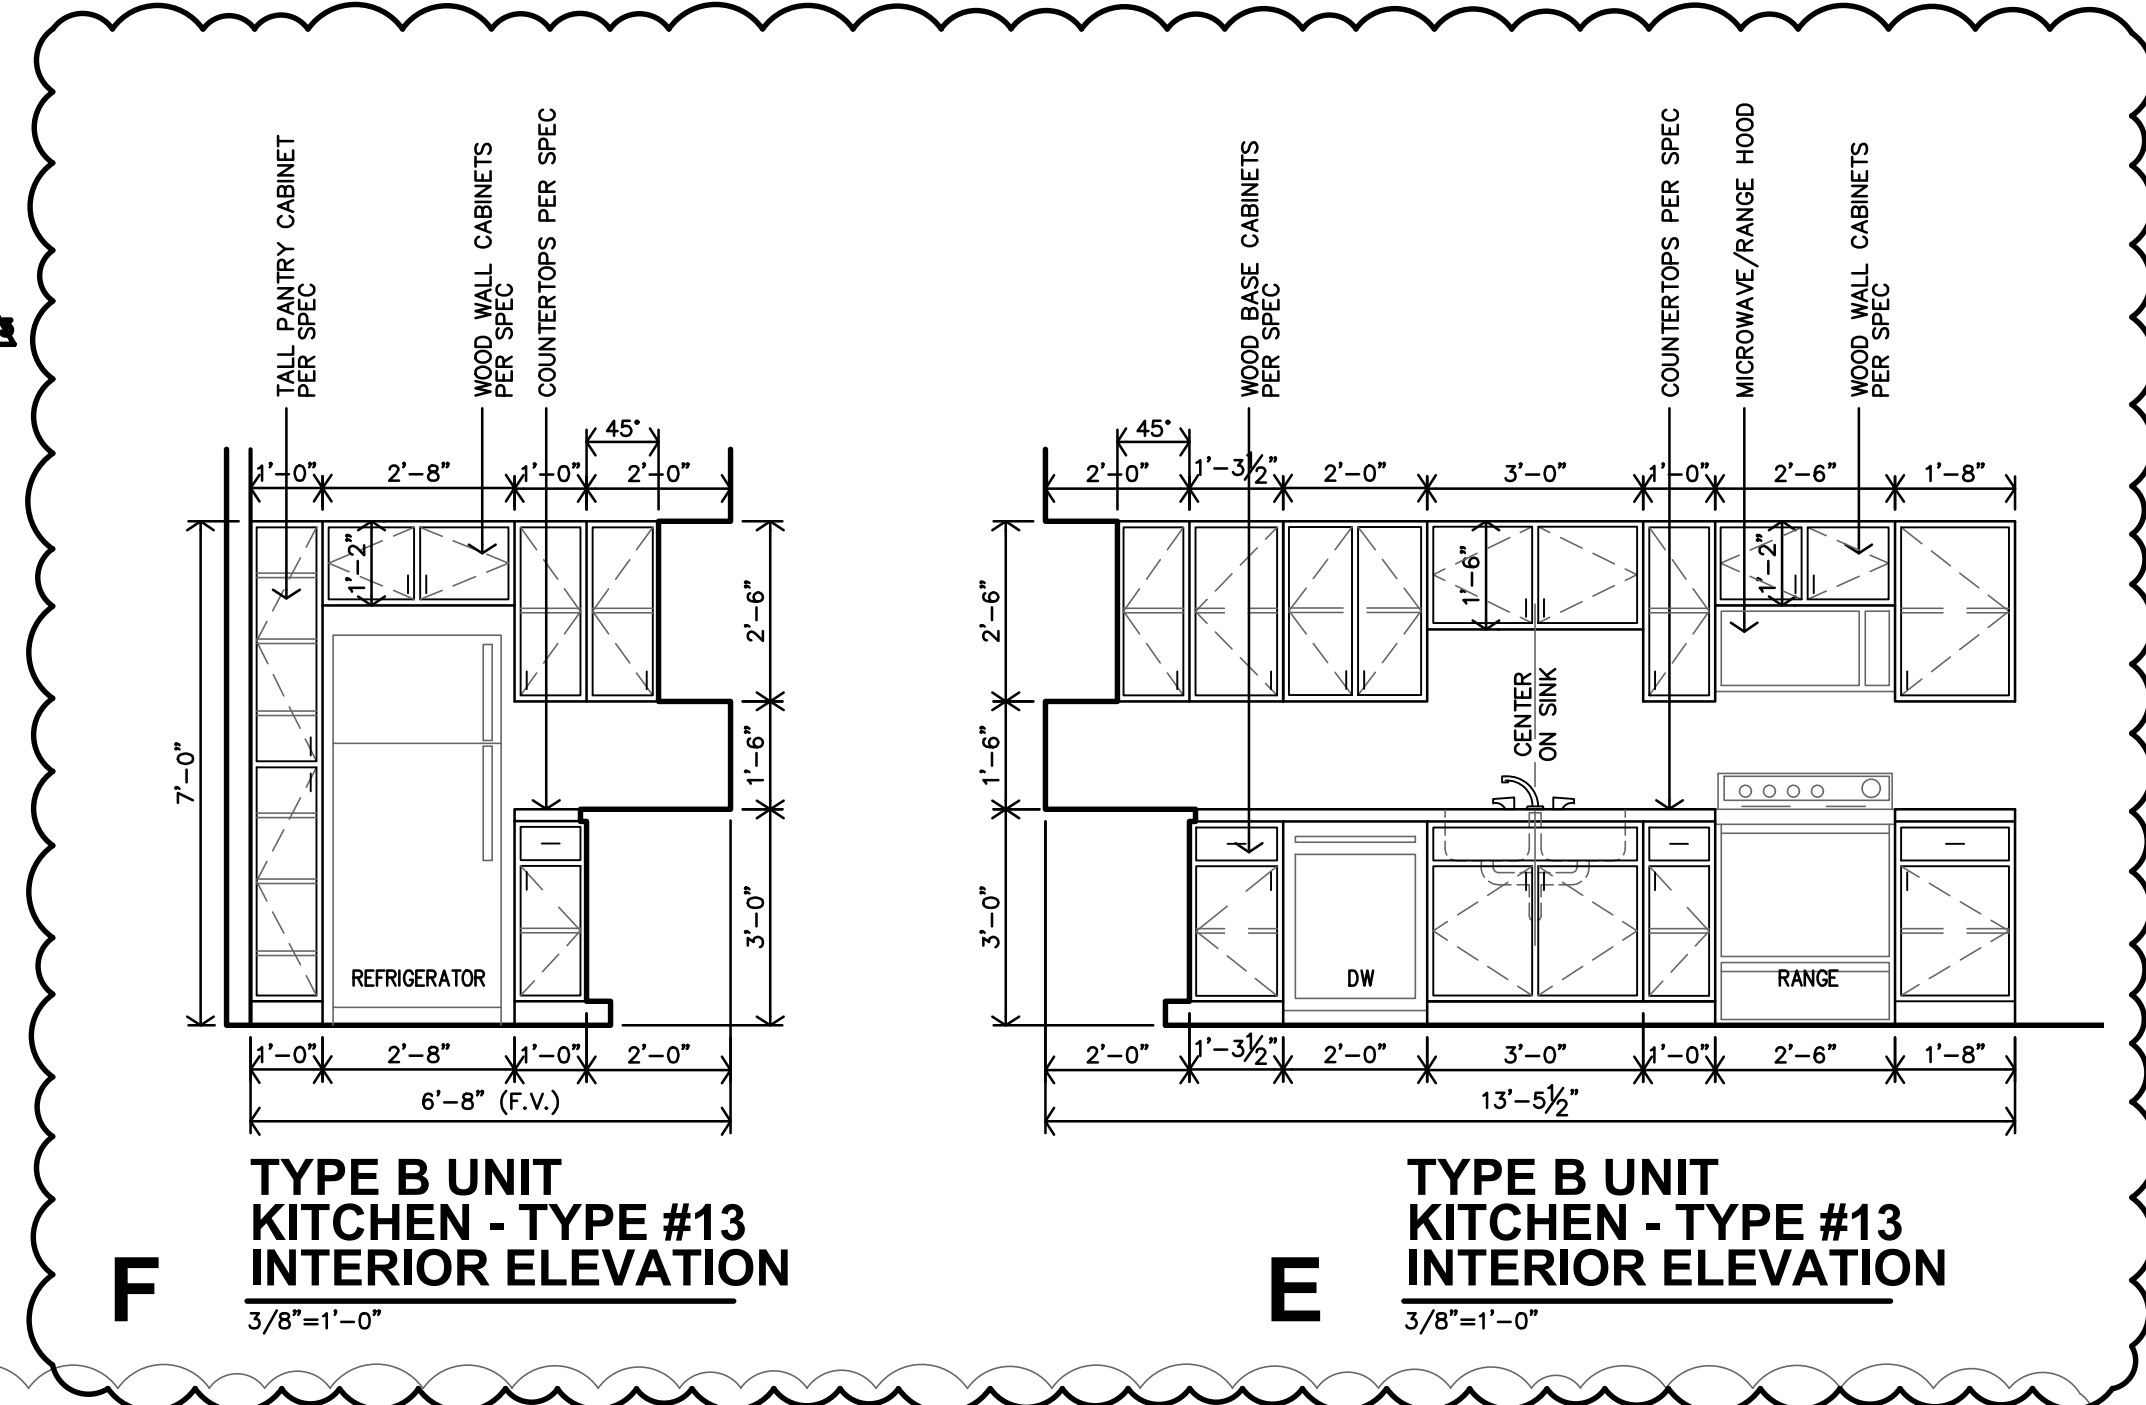 TALL PANTRY CABINET
PER SPEC
WOOD WALL CABINETS
PER SPEC
COUNTERTOPS PER SPEC
45°
1'-0" 2'-8" 1'-0" 2'-0"
1'-2"
7'-0"
2'-6"
1'-6"
3'-0"
REFRIGERATOR
1'-0" 2'-8" 1'-0" 2'-0"
6'-8" (F.V.)
F
TYPE B UNIT
KITCHEN - TYPE #13
INTERIOR ELEVATION
3/8"=1'-0"
WOOD BASE CABINETS
PER SPEC
COUNTERTOPS PER SPEC
MICROWAVE/RANGE HOOD
WOOD WALL CABINETS
PER SPEC
45°
2'-0" 1'-3½" 2'-0" 3'-0" 1'-0" 2'-6" 1'-8"
1'-6"
1'-2"
2'-6"
1'-6"
3'-0"
CENTER
ON SINK
DW
RANGE
2'-0" 1'-3½" 2'-0" 3'-0" 1'-0" 2'-6" 1'-8"
13'-5½"
E
TYPE B UNIT
KITCHEN - TYPE #13
INTERIOR ELEVATION
3/8"=1'-0"